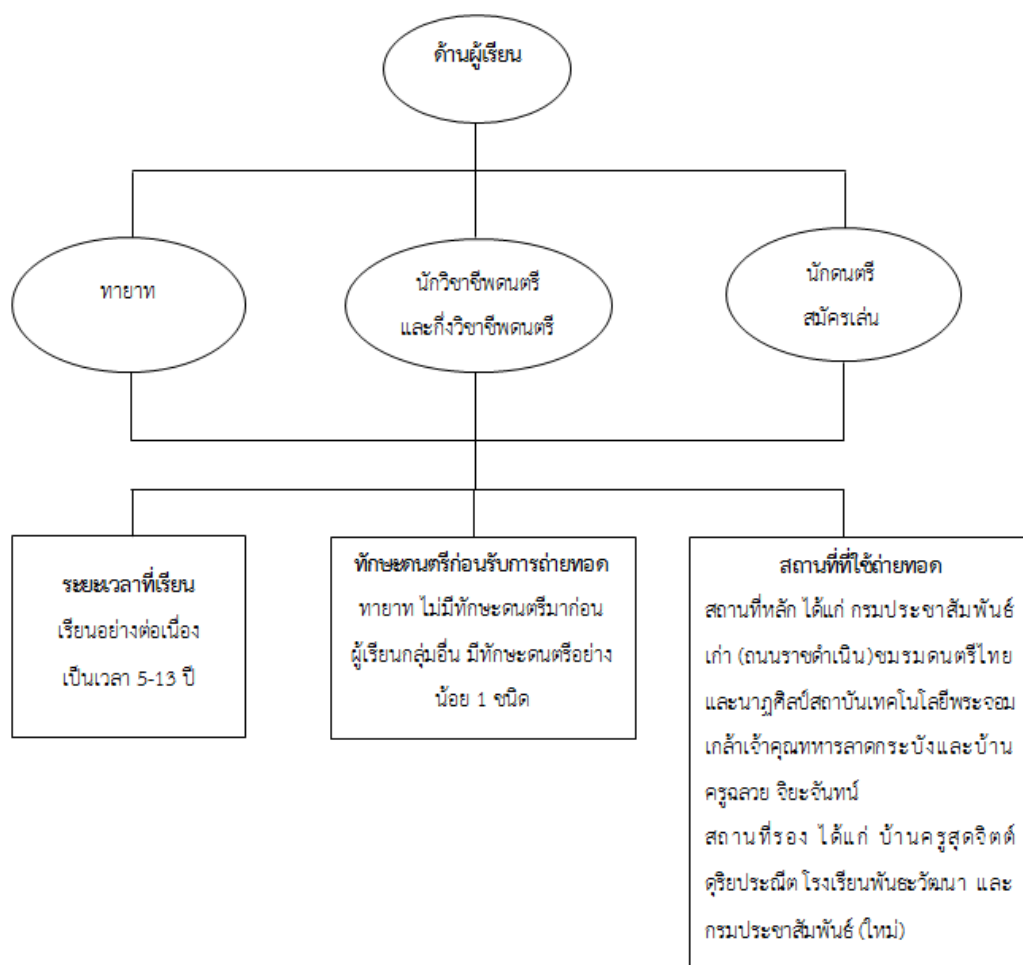 ด้านผู้เรียน
ทายาท
นักวิชาชีพดนตรี
และกึ่งวิชาชีพดนตรี
นักดนตรี
สมัครเล่น
ระยะเวลาที่เรียน
เรียนอย่างต่อเนื่อง
เป็นเวลา 5-13 ปี
ทักษะดนตรีก่อนรับการถ่ายทอด
ทายาท ไม่มีทักษะดนตรีมาก่อน
ผู้เรียนกลุ่มอื่น มีทักษะดนตรีอย่าง
น้อย 1 ชนิด
สถานที่ที่ใช้ถ่ายทอด
สถานที่หลัก ได้แก่ กรมประชาสัมพันธ์
เก่า (ถนนราชดำเนิน)ชมรมดนตรีไทย
และนาฏศิลป์สถาบันเทคโนโลยีพระจอม
เกล้าเจ้าคุณทหารลาดกระบังและบ้าน
ครูฉลวย จิยะจันทน์
สถานที่รอง ได้แก่ บ้านครูสุดจิตต์
ดุริยประณีต โรงเรียนพันธะวัฒนา และ
กรมประชาสัมพันธ์ (ใหม่)